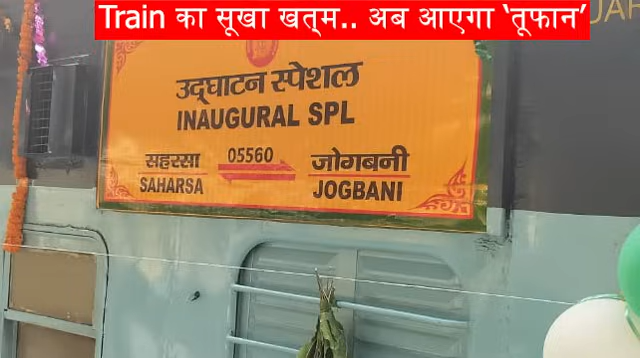 Train का सूखा खत्म.. अब आएगा ‘तूफान’
उद्घाटन स्पेशल
INAUGURAL SPL
सहरसा 05560 जोगबनी
SAHARSA JOGBANI